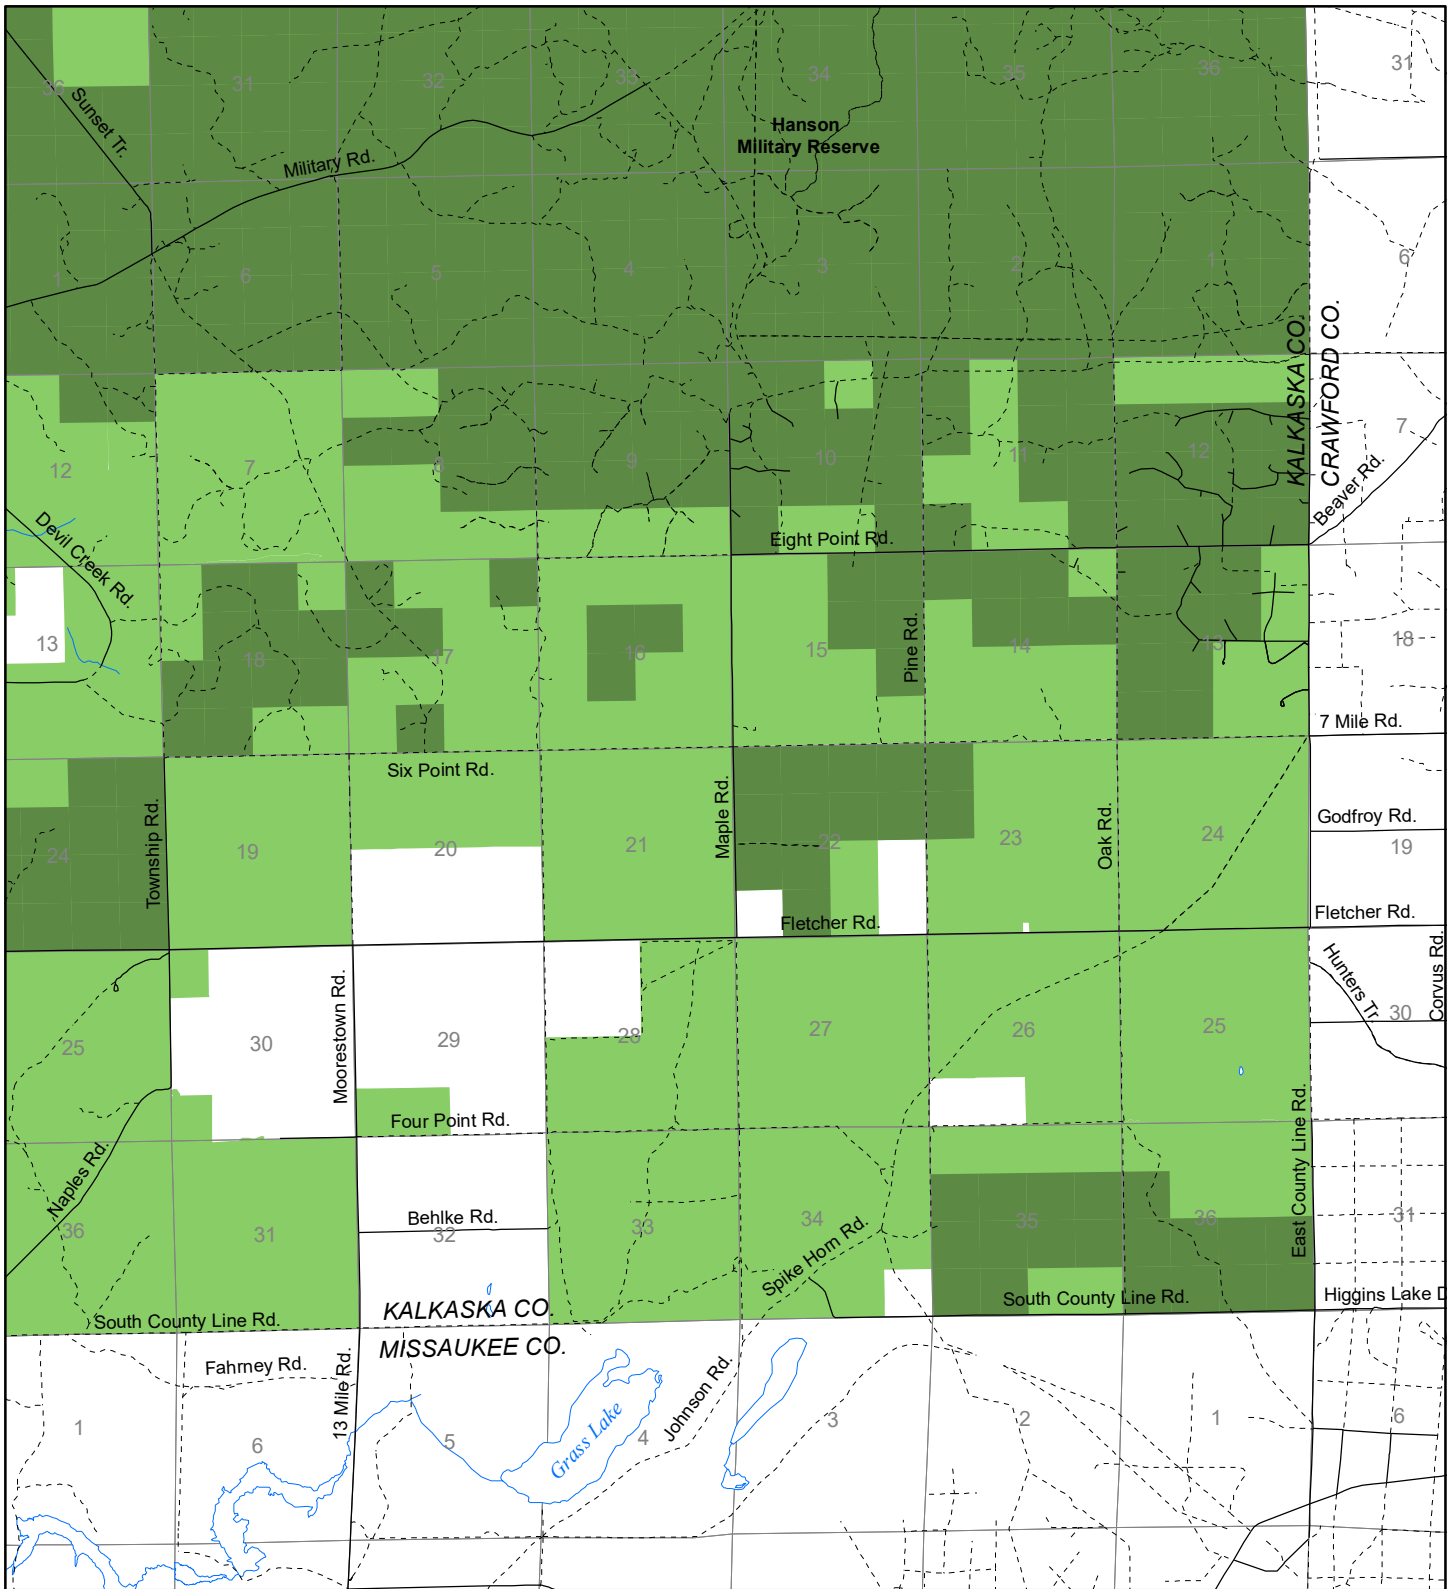 36
31
32
33
34
35
36
31
Sunset Tr.
Military Rd.
Hanson
Military Reserve
1
6
5
4
3
2
1
6
KALKASKA CO.
CRAWFORD CO.
12
7
8
9
10
11
12
7
Beaver Rd.
Devil Creek Rd.
Eight Point Rd.
13
18
17
16
15
Pine Rd.
14
13
18
7 Mile Rd.
Six Point Rd.
Township Rd.
Maple Rd.
Oak Rd.
Godfroy Rd.
24
19
20
21
22
23
24
19
Fletcher Rd.
Fletcher Rd.
Moorestown Rd.
Hunters Tr
Corvus Rd.
25
30
29
28
27
26
25
30
Four Point Rd.
East County Line Rd.
Naples Rd.
36
31
Behlke Rd.
32
33
34
35
36
31
Spike Horn Rd.
South County Line Rd.
KALKASKA CO.
South County Line Rd.
Higgins Lake D
MISSAUKEE CO.
Fahrney Rd.
13 Mile Rd.
Johnson Rd.
Grass Lake
1
6
5
4
3
2
1
6